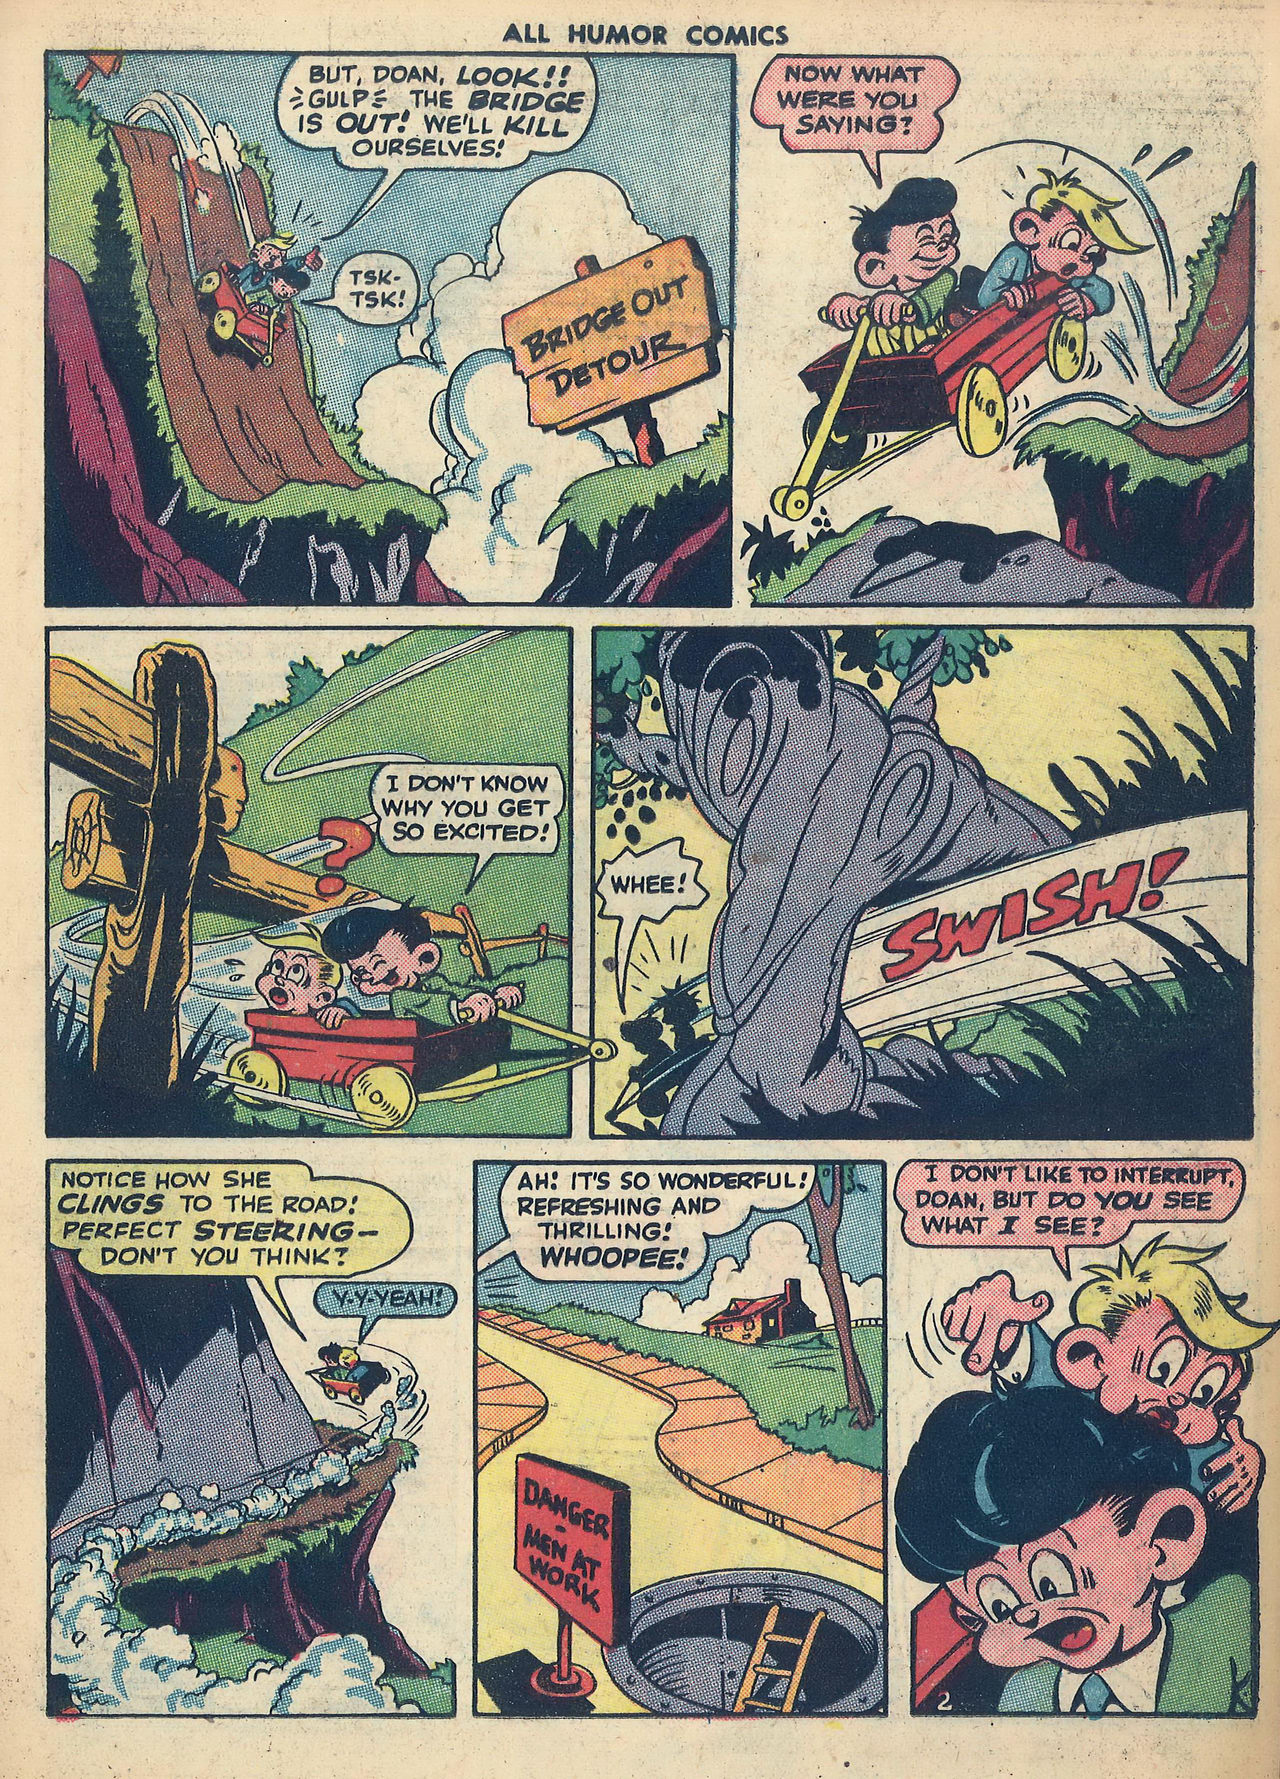 ALL HUMOR COMICS
BUT, DOAN, LOOK!!
GULP THE BRIDGE
IS OUT! WE'LL KILL
OURSELVES!
TSK-
TSK!
BRIDGE OUT
DETOUR
NOW WHAT
WERE YOU
SAYING?
40
I DON'T KNOW
WHY YOU GET
SO EXCITED!
?
WHEE!
SWISH!
NOTICE HOW SHE
CLINGS TO THE ROAD!
PERFECT STEERING—
DON'T YOU THINK?
Y-Y-YEAH!
AH! IT'S SO WONDERFUL!
REFRESHING AND
THRILLING!
WHOOPEE!
DANGER
-
MEN AT
WORK
I DON'T LIKE TO INTERRUPT,
DOAN, BUT DO YOU SEE
WHAT I SEE?
2